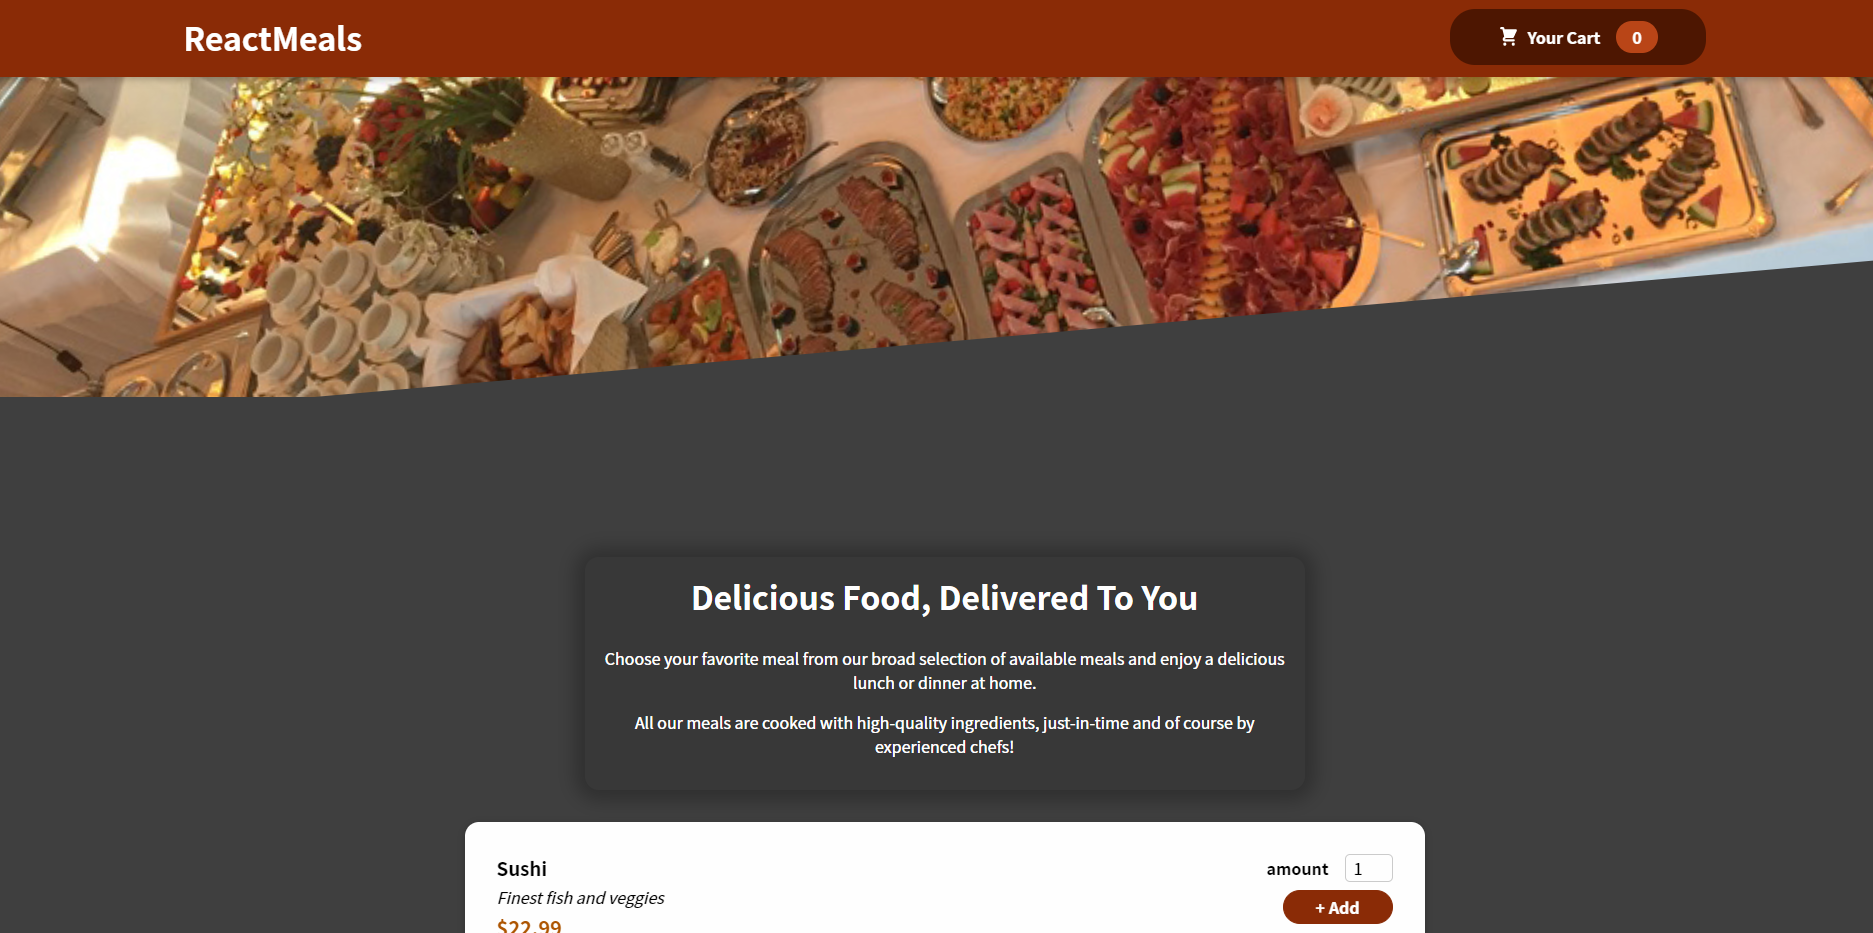 ReactMeals
Your Cart 0
Delicious Food, Delivered To You
Choose your favorite meal from our broad selection of available meals and enjoy a delicious
lunch or dinner at home.
All our meals are cooked with high-quality ingredients, just-in-time and of course by
experienced chefs!
Sushi
amount 1
Finest fish and veggies
+ Add
$22.99